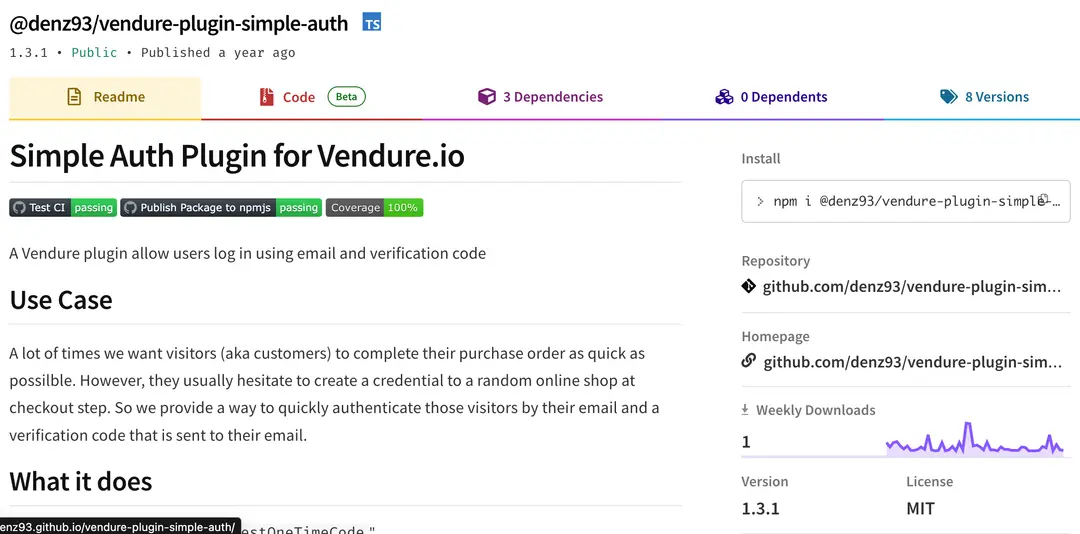 @denz93/vendure-plugin-simple-auth TS
1.3.1 • Public • Published a year ago
Readme
Code Beta
3 Dependencies
0 Dependents
8 Versions
Simple Auth Plugin for Vendure.io
Test CI passing Publish Package to npmjs passing Coverage 100%
A Vendure plugin allow users log in using email and verification code
Use Case
A lot of times we want visitors (aka customers) to complete their purchase order as quick as
possilble. However, they usually hesitate to create a credential to a random online shop at
checkout step. So we provide a way to quickly authenticate those visitors by their email and a
verification code that is sent to their email.
What it does
estOneTimeCode "
enz93.github.io/vendure-plugin-simple-auth/
Install
> npm i @denz93/vendure-plugin-simple-…
Repository
github.com/denz93/vendure-plugin-sim…
Homepage
github.com/denz93/vendure-plugin-sim…
Weekly Downloads
1
Version
1.3.1
License
MIT